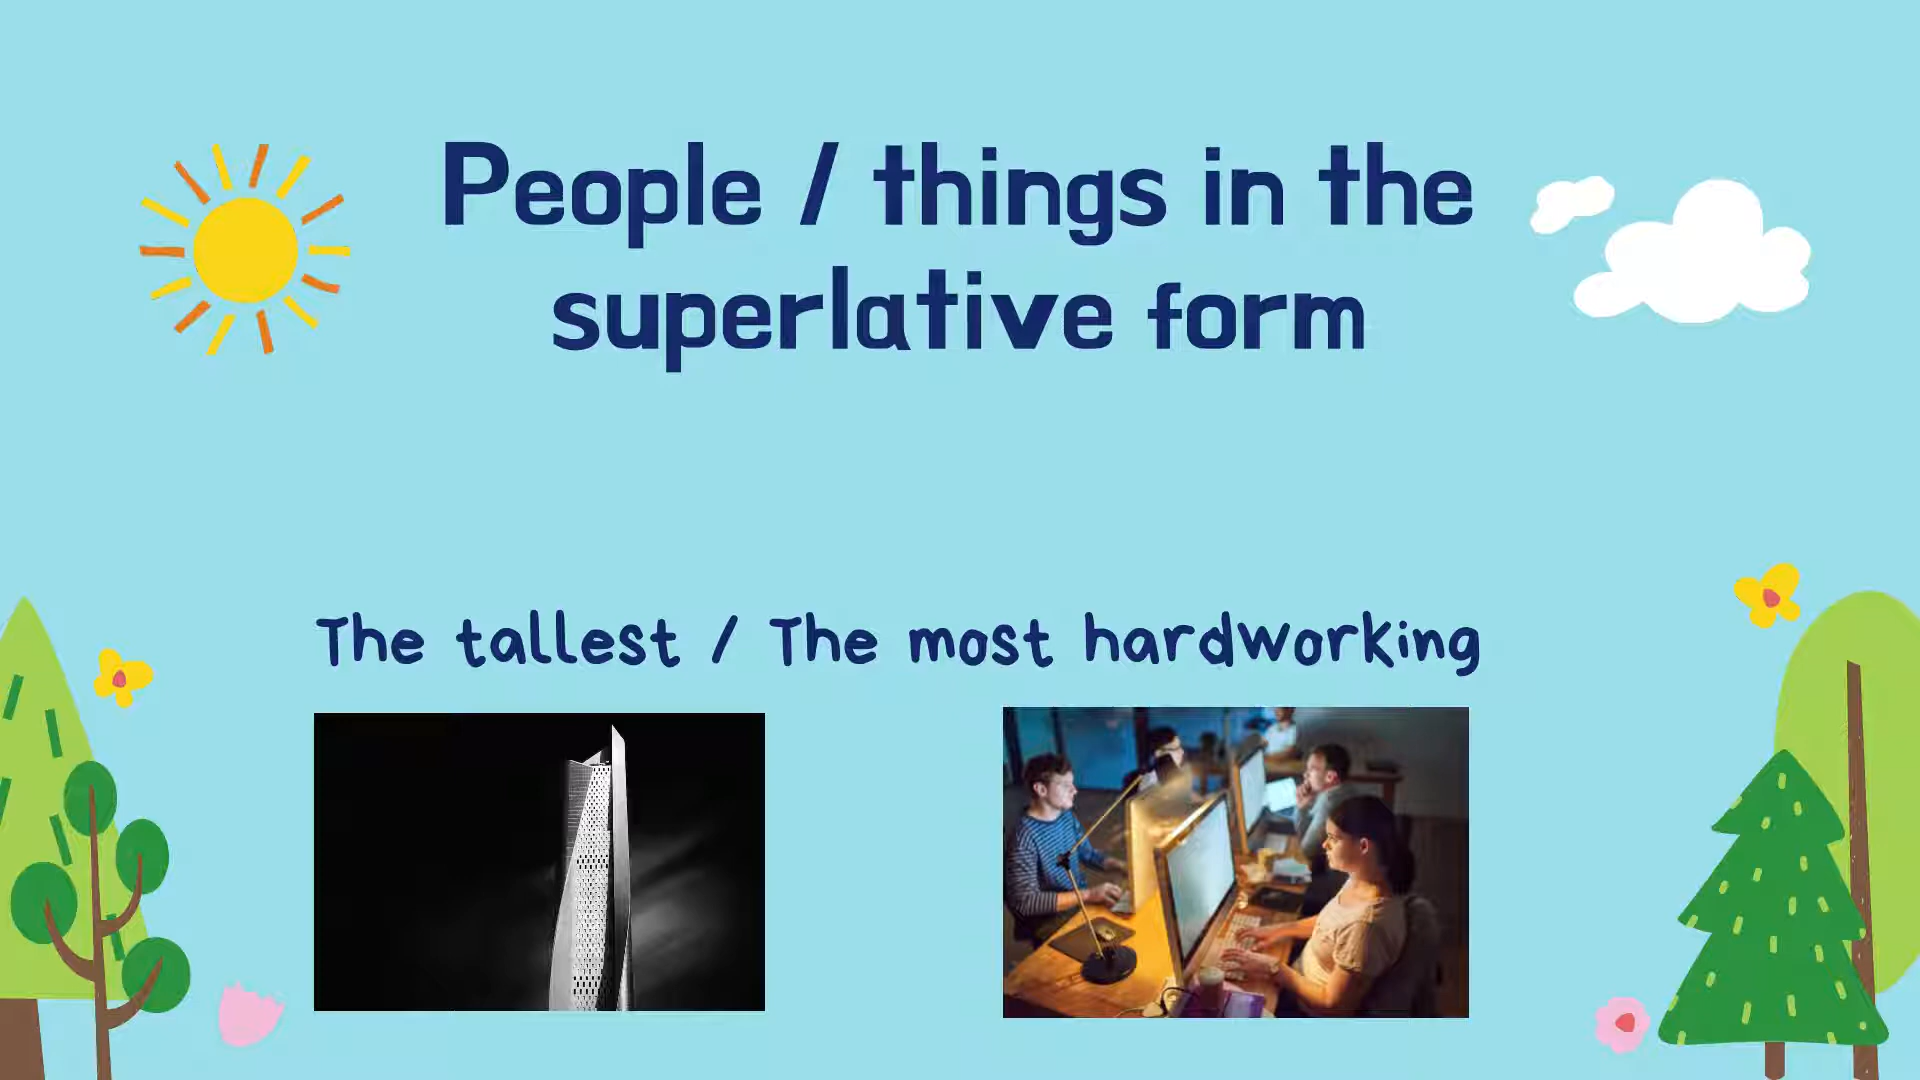 People / things in the
superlative form
The tallest / The most hardworking